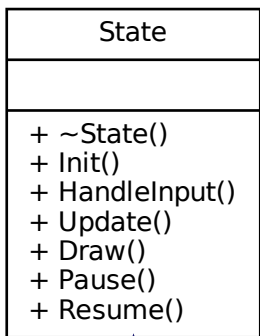 State
+ ~State()
+ Init()
+ HandleInput()
+ Update()
+ Draw()
+ Pause()
+ Resume()